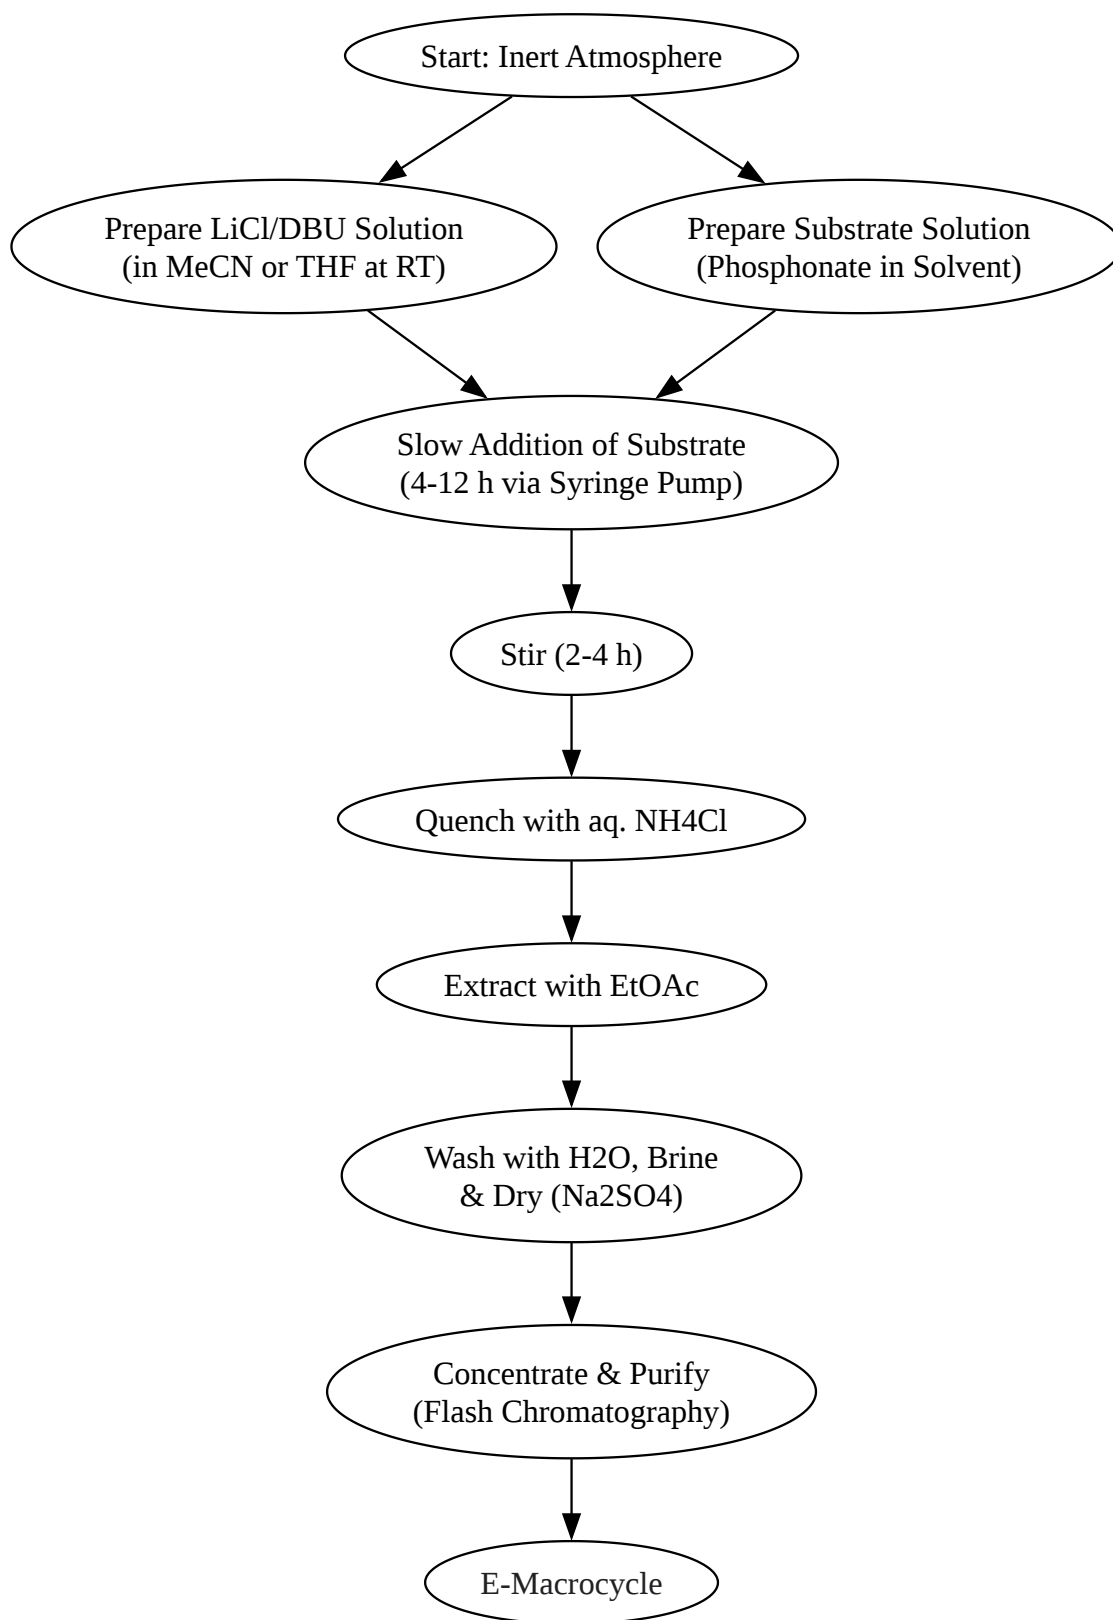 Start: Inert Atmosphere
Prepare LiCl/DBU Solution
(in MeCN or THF at RT)
Prepare Substrate Solution
(Phosphonate in Solvent)
Slow Addition of Substrate
(4-12 h via Syringe Pump)
Stir (2-4 h)
Quench with aq. NH4Cl
Extract with EtOAc
Wash with H2O, Brine
& Dry (Na2SO4)
Concentrate & Purify
(Flash Chromatography)
E-Macrocycle